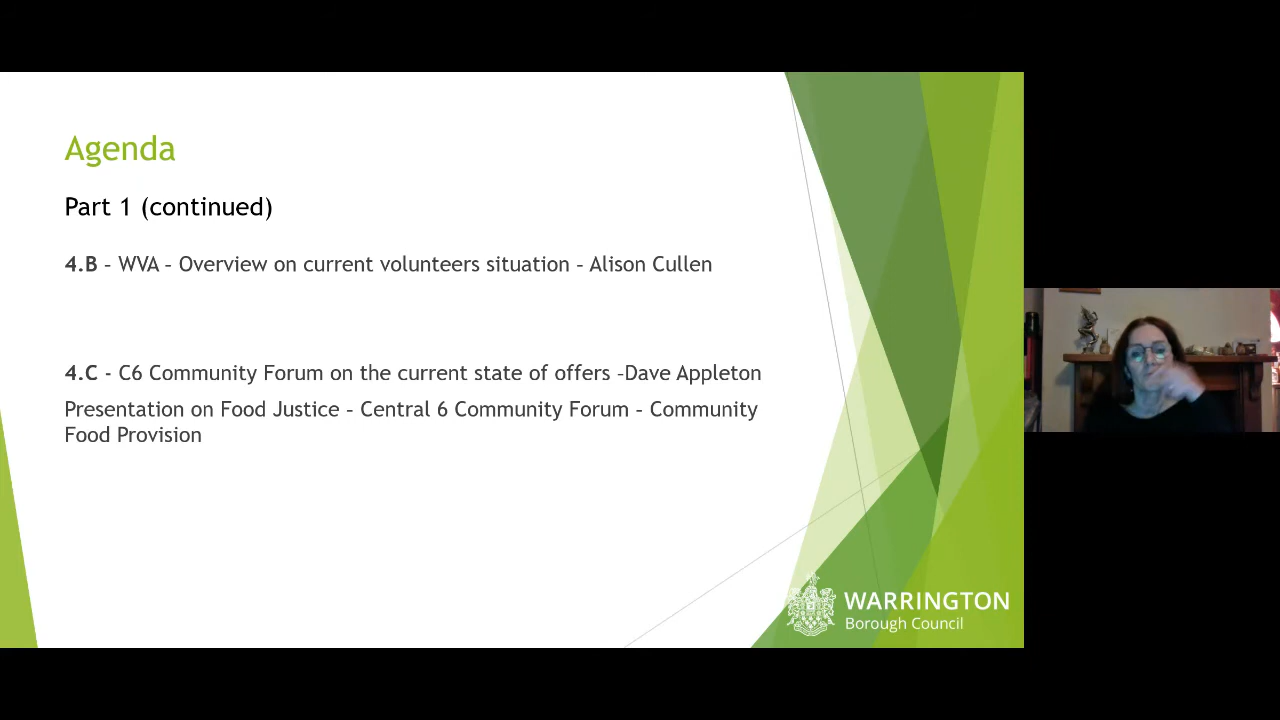 Agenda
Part 1 (continued)
4.B – WVA – Overview on current volunteers situation – Alison Cullen
4.C - C6 Community Forum on the current state of offers –Dave Appleton
Presentation on Food Justice – Central 6 Community Forum – Community
Food Provision
WARRINGTON
Borough Council